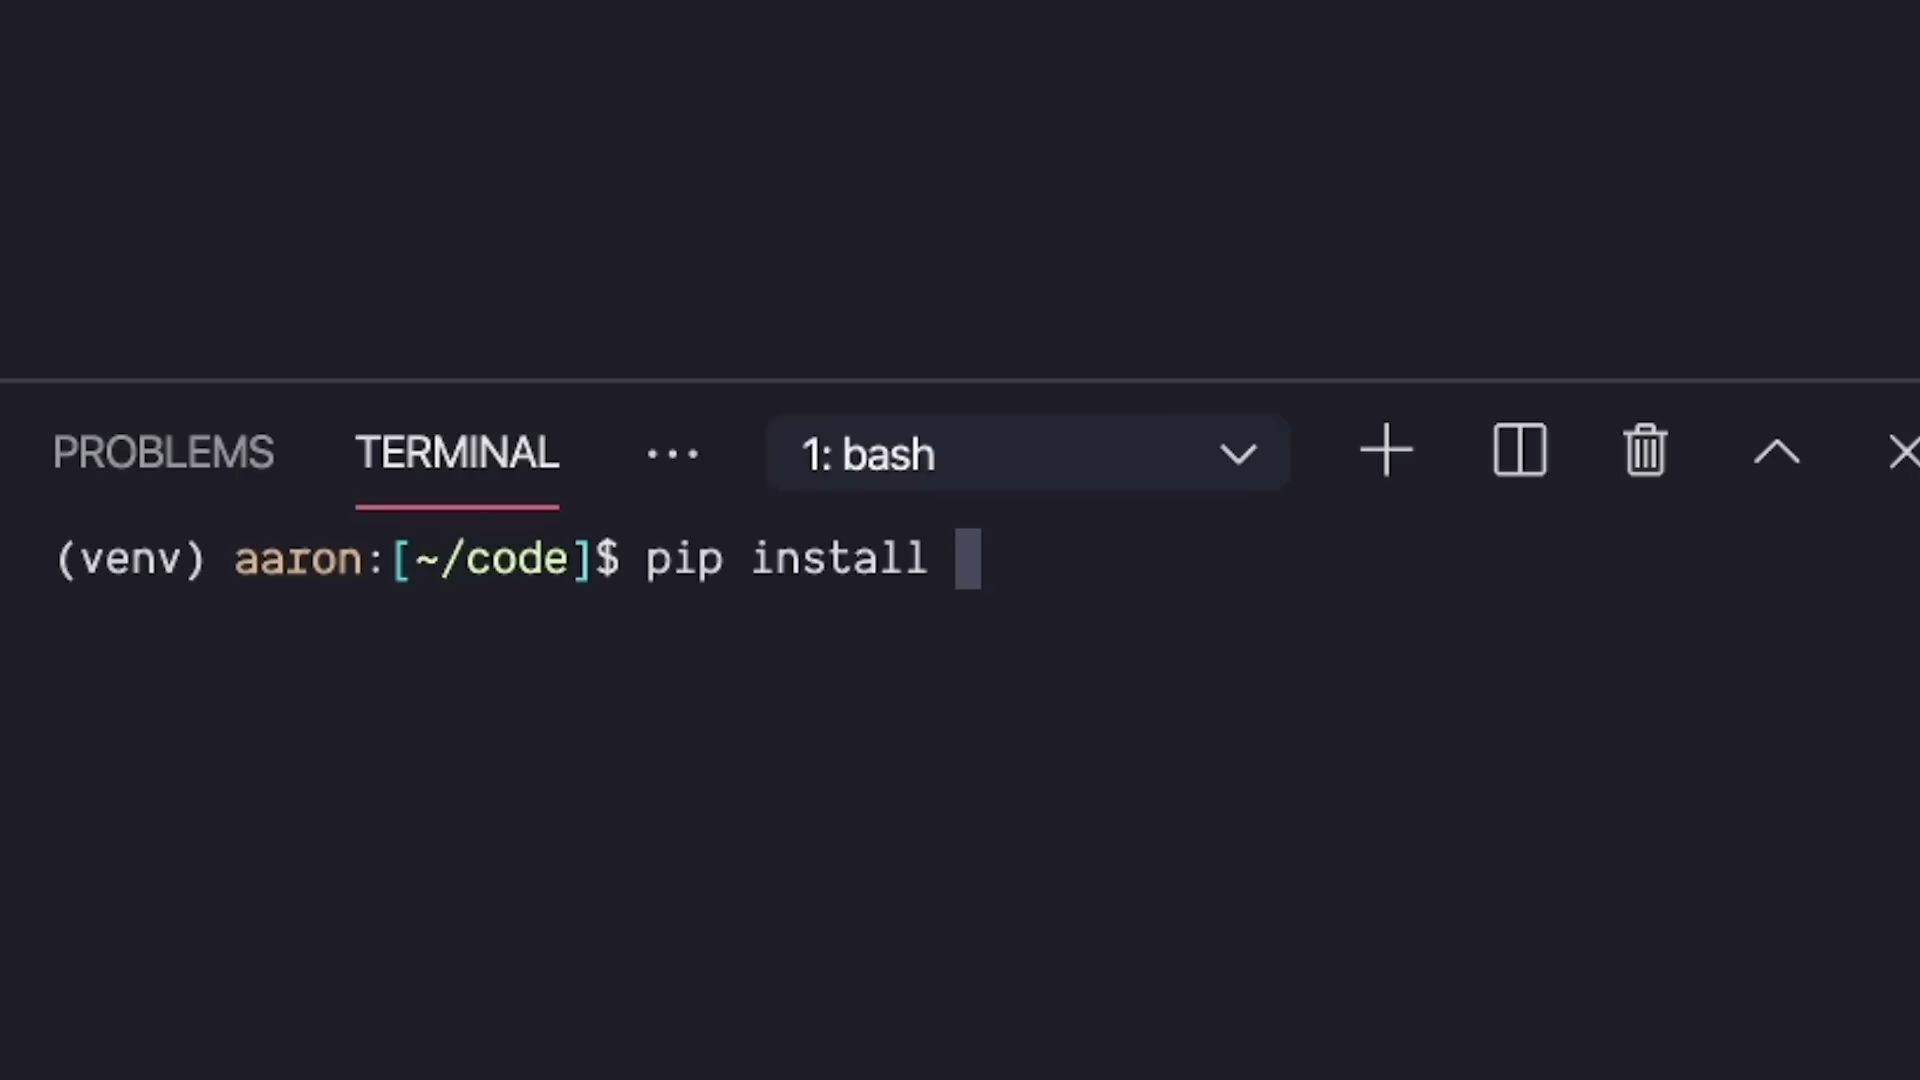 PROBLEMS TERMINAL ... 1: bash
(venv) aaron:[~/code]$ pip install